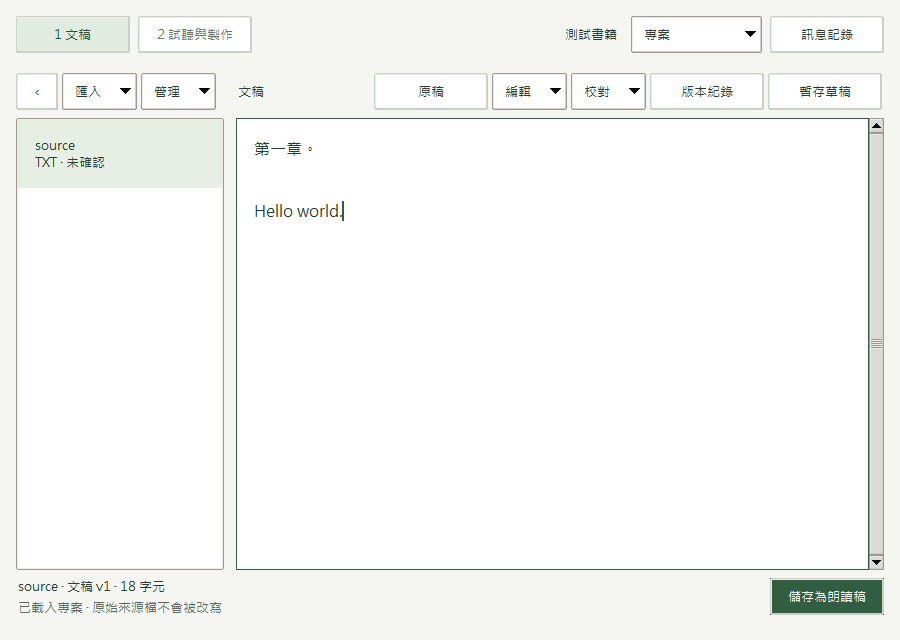 1 文稿
2 試聽與製作
測試書籍
專案
訊息記錄
‹
匯入
管理
文稿
原稿
編輯
校對
版本紀錄
暫存草稿
source
TXT · 未確認
第一章。
Hello world.
source · 文稿 v1 · 18 字元
已載入專案 · 原始來源檔不會被改寫
儲存為朗讀稿